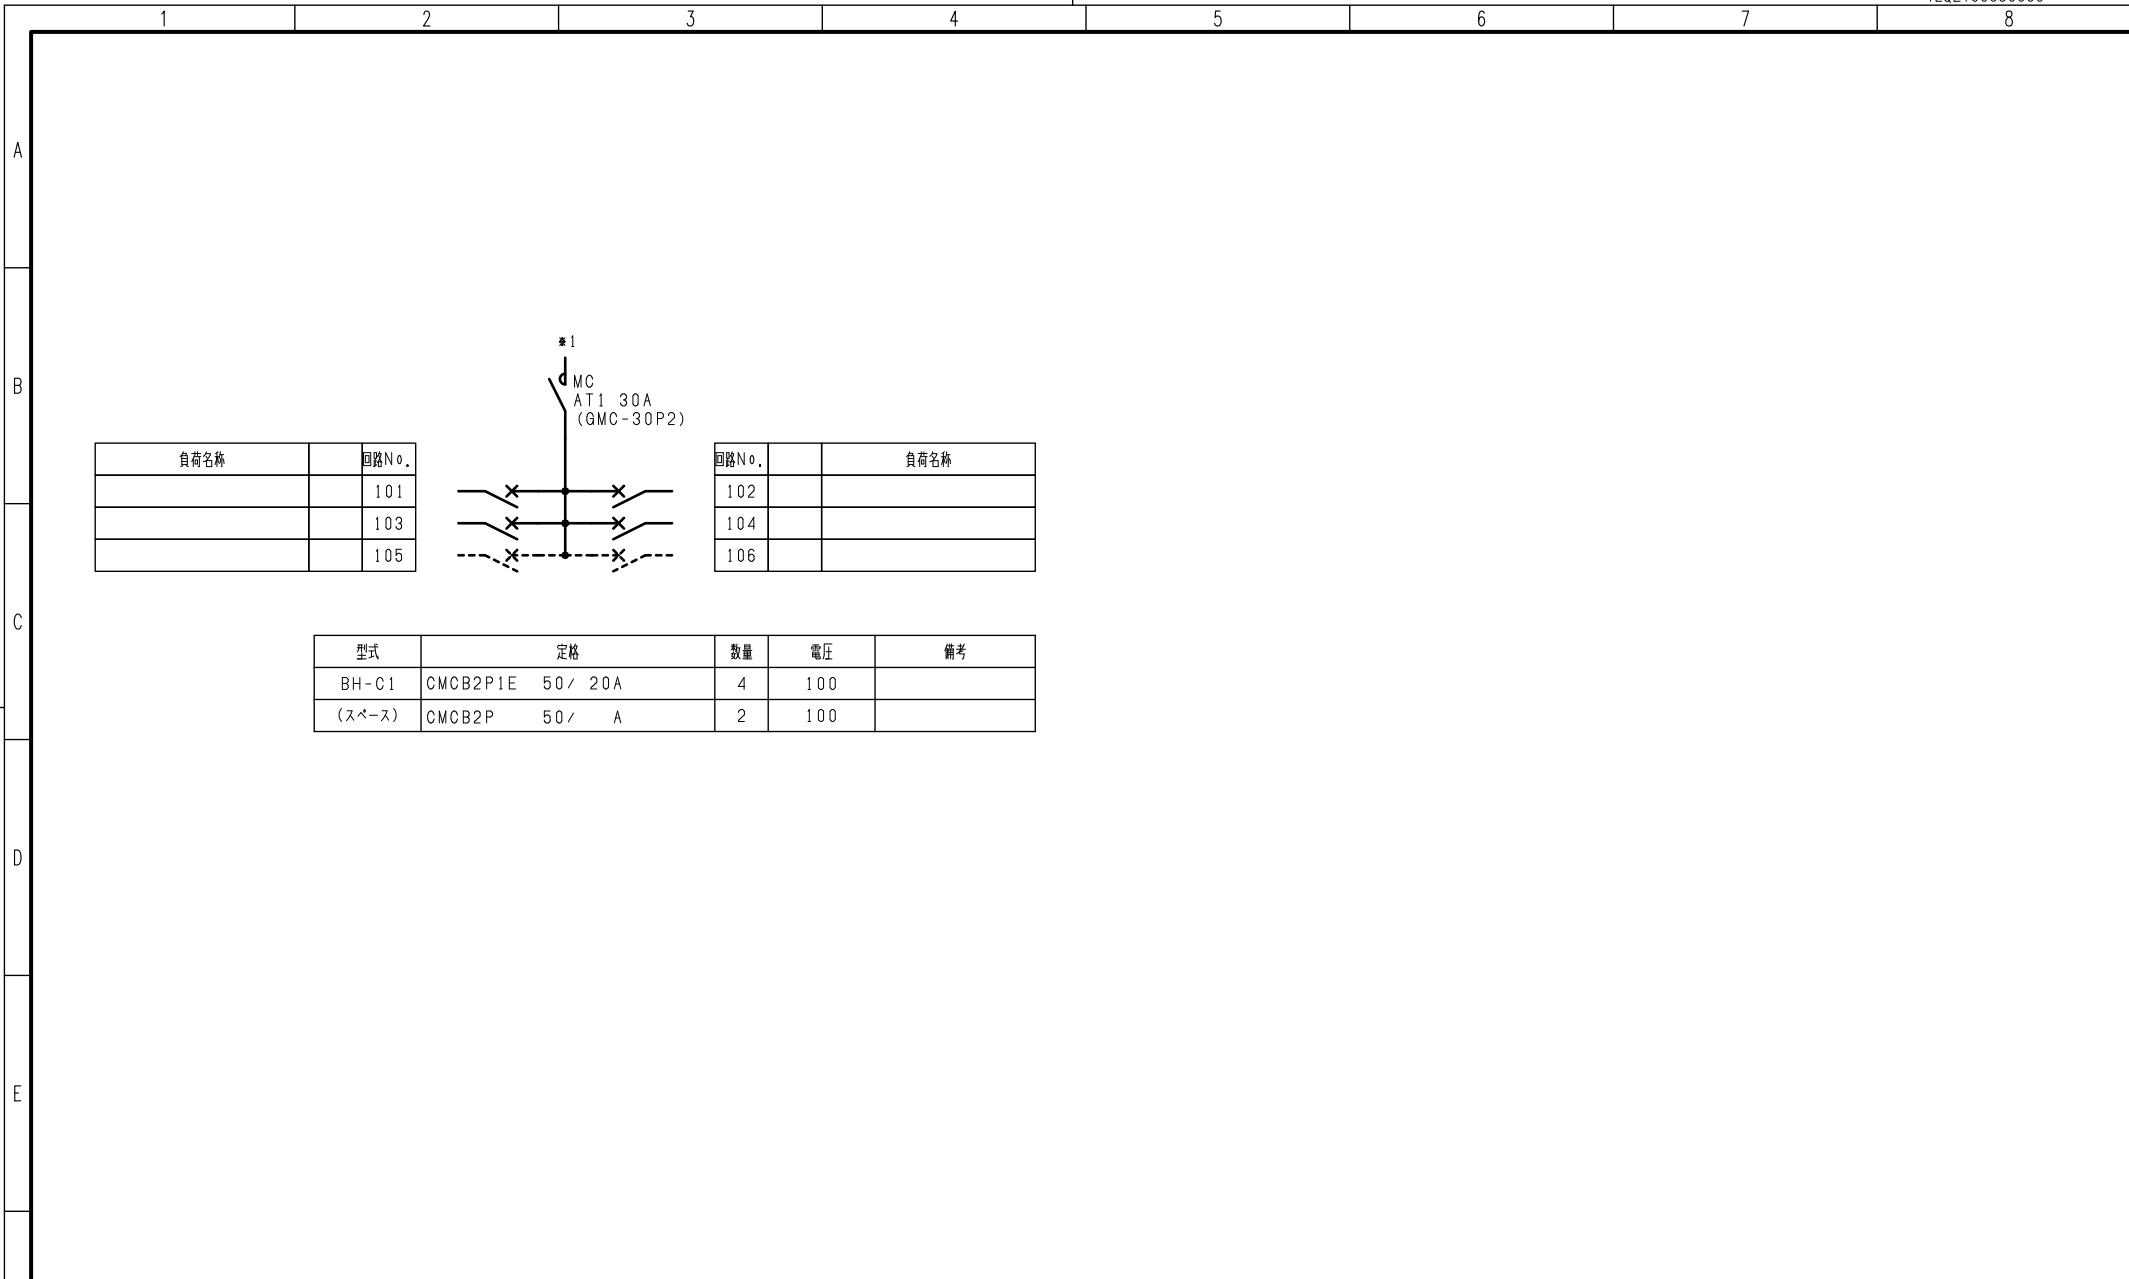 1 2 3 4 5 6 7 8
A
B
*1
MC
AT1 30A
(GMC-30P2)
負荷名称 回路No. 回路No. 負荷名称
101 102
103 104
105 106
C
型式 定格 数量 電圧 備考
BH-C1 CMCB2P1E 50/ 20A 4 100
(スペース) CMCB2P 50/ A 2 100
D
E